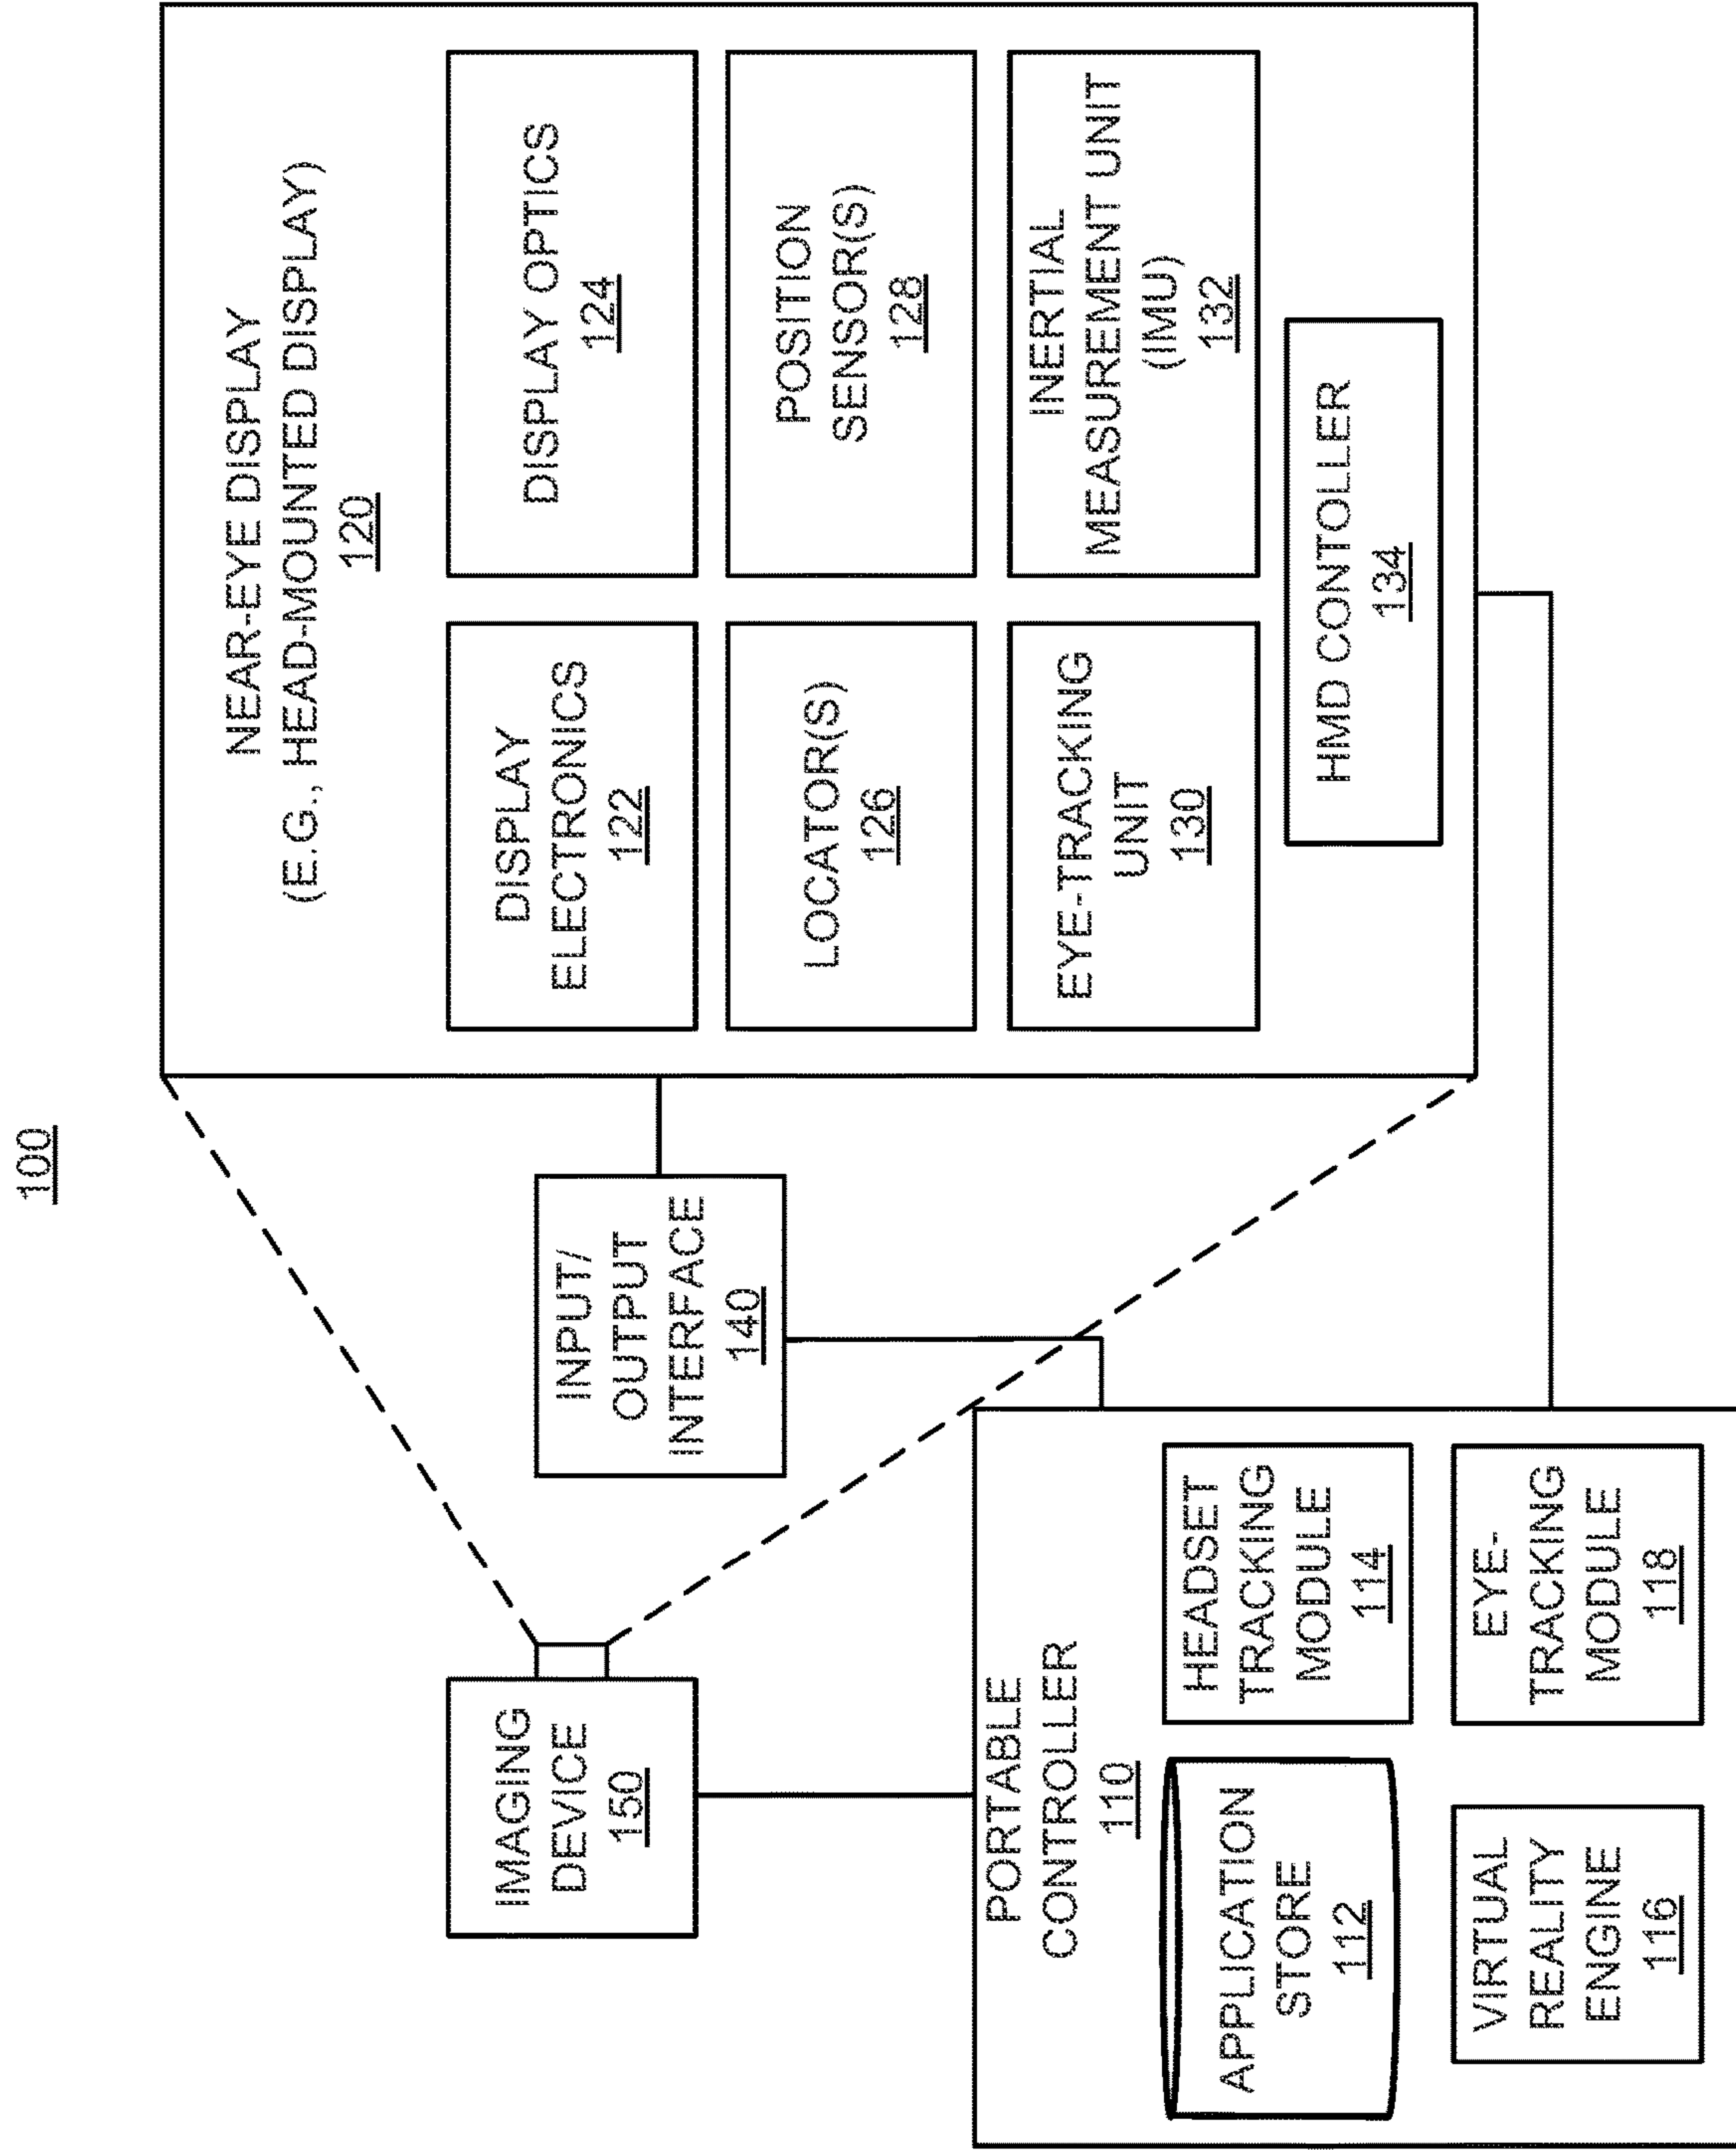 100
IMAGING
DEVICE
150
INPUT/
OUTPUT
INTERFACE
140
NEAR-EYE DISPLAY
(E.G., HEAD-MOUNTED DISPLAY)
120
DISPLAY
ELECTRONICS
122
DISPLAY OPTICS
124
LOCATOR(S)
126
POSITION
SENSOR(S)
128
EYE-TRACKING
UNIT
130
INERTIAL
MEASUREMENT UNIT
(IMU)
132
HMD CONTOLLER
134
PORTABLE
CONTROLLER
110
APPLICATION
STORE
112
HEADSET
TRACKING
MODULE
114
VIRTUAL
REALITY
ENGINE
116
EYE-
TRACKING
MODULE
118